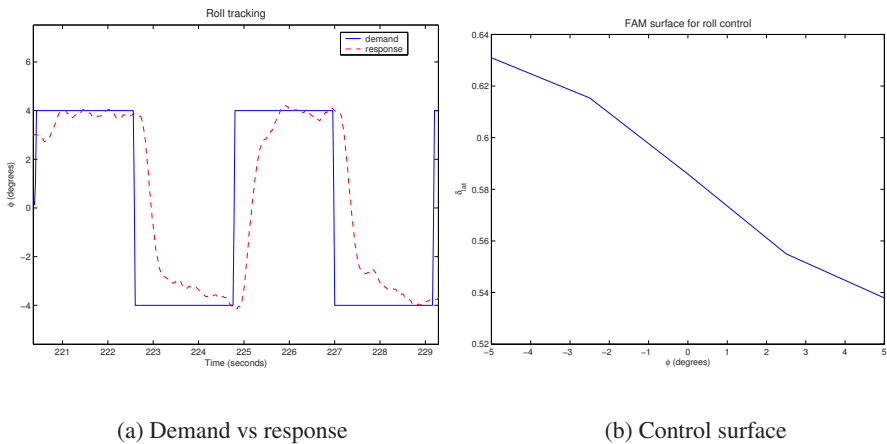 Roll tracking
demand
response
6
4
2
0
−2
−4
ϕ (degrees)
221 222 223 224 225 226 227 228 229
Time (seconds)
(a) Demand vs response
FAM surface for roll control
0.64
0.62
0.6
0.58
0.56
0.54
0.52
δlat
−5 −4 −3 −2 −1 0 1 2 3 4 5
ϕ (degrees)
(b) Control surface